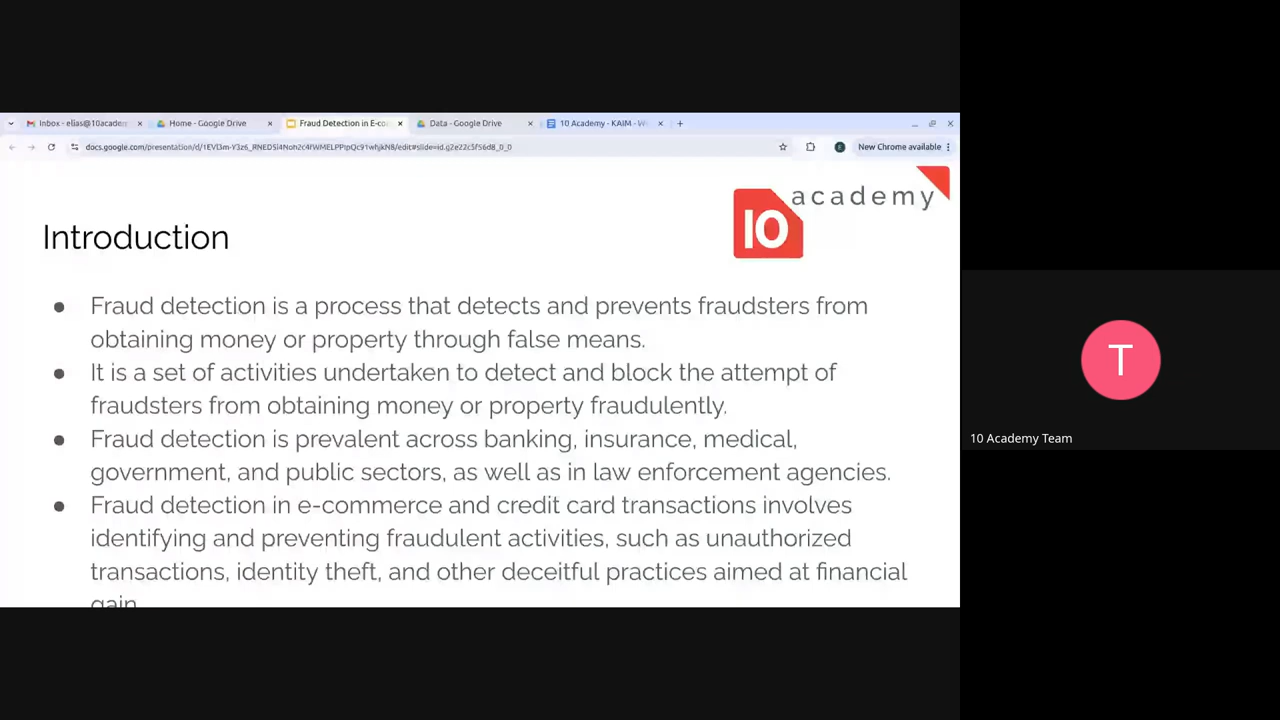 Inbox - elias@10academ
Home - Google Drive
Fraud Detection in E-co
Data - Google Drive
10 Academy - KAIM - W
New Chrome available
10 academy
Introduction
● Fraud detection is a process that detects and prevents fraudsters from
obtaining money or property through false means.
● It is a set of activities undertaken to detect and block the attempt of
fraudsters from obtaining money or property fraudulently.
● Fraud detection is prevalent across banking, insurance, medical,
government, and public sectors, as well as in law enforcement agencies.
● Fraud detection in e-commerce and credit card transactions involves
identifying and preventing fraudulent activities, such as unauthorized
transactions, identity theft, and other deceitful practices aimed at financial
gain
T
10 Academy Team